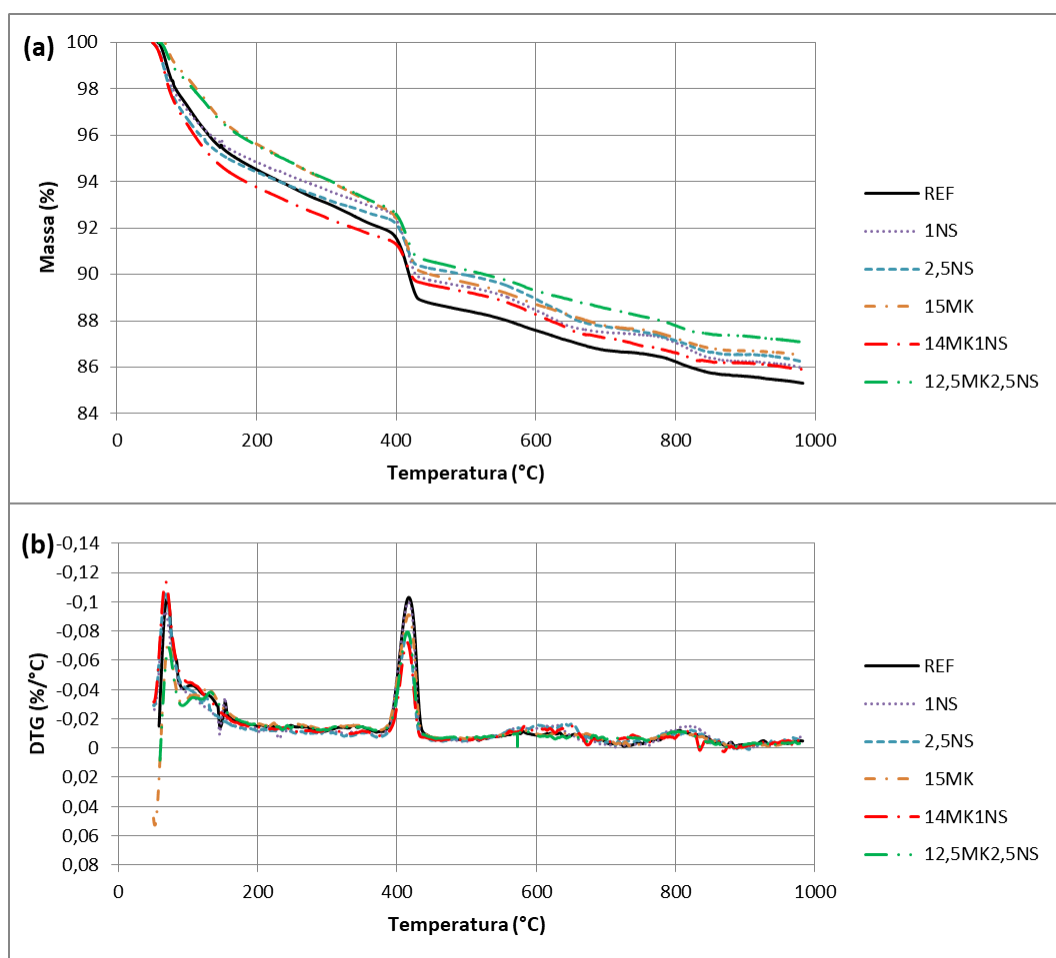 (a)
Massa (%)
100
98
96
94
92
90
88
86
84
0
200
400
600
800
1000
Temperatura (°C)
REF
1NS
2,5NS
15MK
14MK1NS
12,5MK2,5NS
(b)
DTG (%/°C)
-0,14
-0,12
-0,1
-0,08
-0,06
-0,04
-0,02
0
0,02
0,04
0,06
0,08
0
200
400
600
800
1000
Temperatura (°C)
REF
1NS
2,5NS
15MK
14MK1NS
12,5MK2,5NS